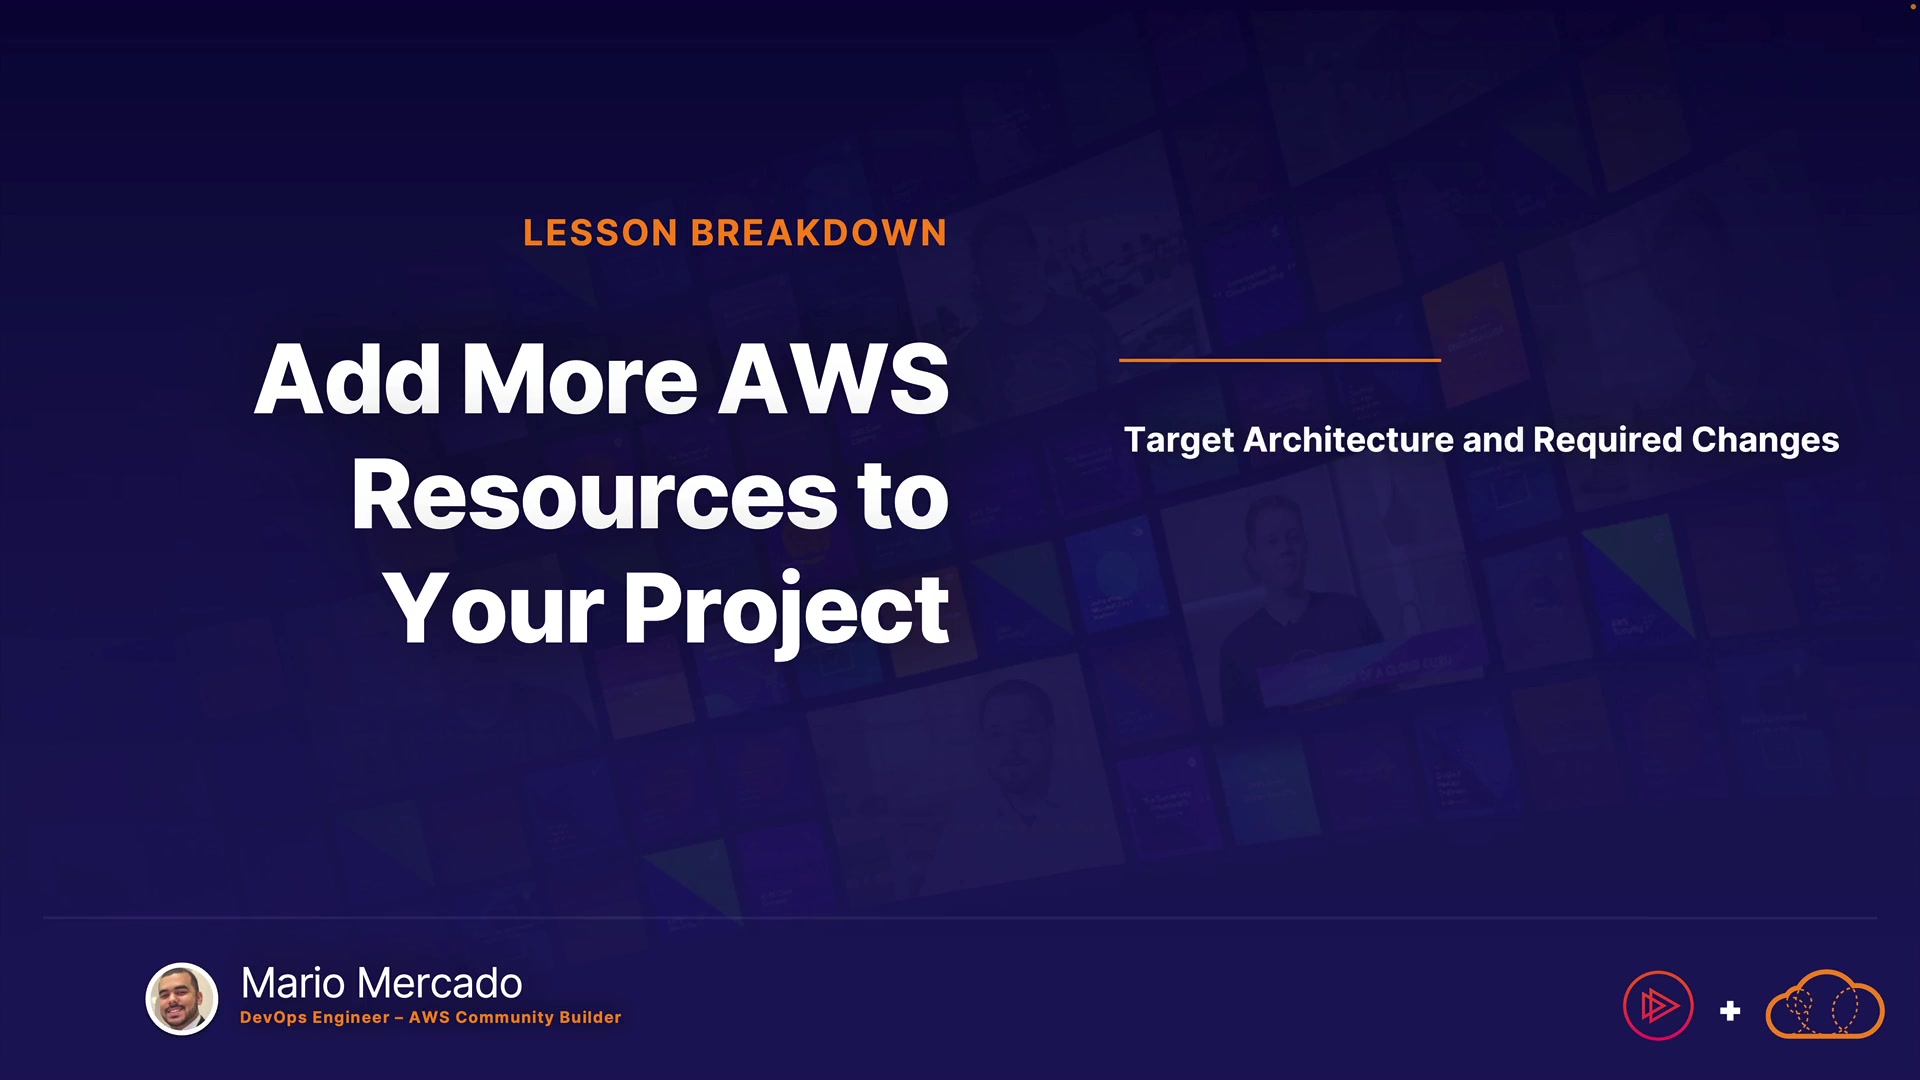 LESSON BREAKDOWN
Add More AWS
Resources to
Your Project
Target Architecture and Required Changes
Mario Mercado
DevOps Engineer – AWS Community Builder